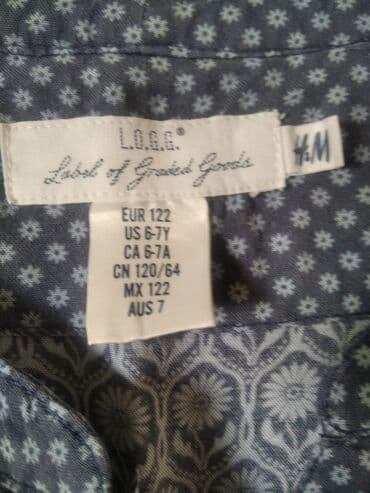 L.O.G.G.®
Label of Graded Goods
H&M
EUR 122
US 6-7Y
CA 6-7A
CN 120/64
MX 122
AUS 7